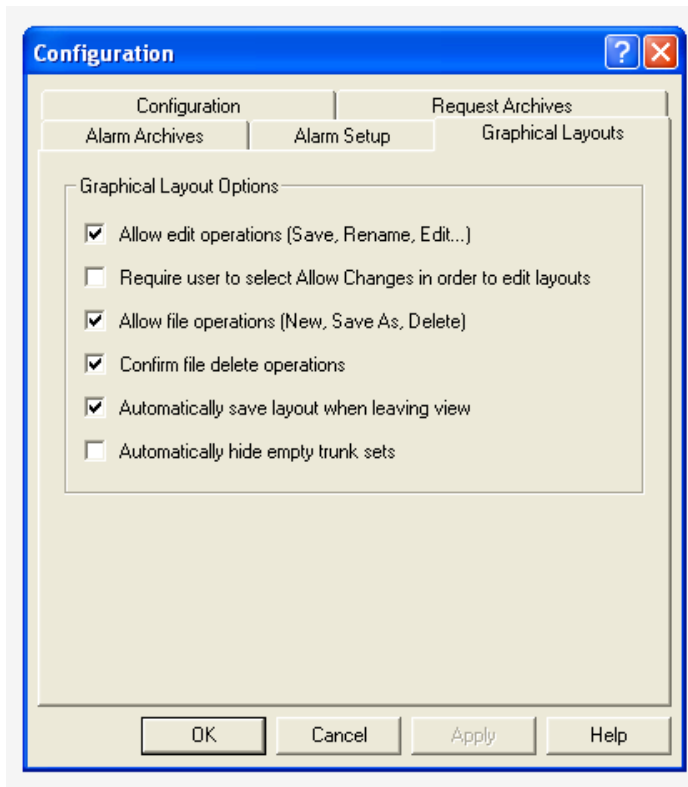 Configuration
Configuration Request Archives
Alarm Archives Alarm Setup Graphical Layouts
Graphical Layout Options
Allow edit operations (Save, Rename, Edit...)
Require user to select Allow Changes in order to edit layouts
Allow file operations (New, Save As, Delete)
Confirm file delete operations
Automatically save layout when leaving view
Automatically hide empty trunk sets
OK Cancel Apply Help